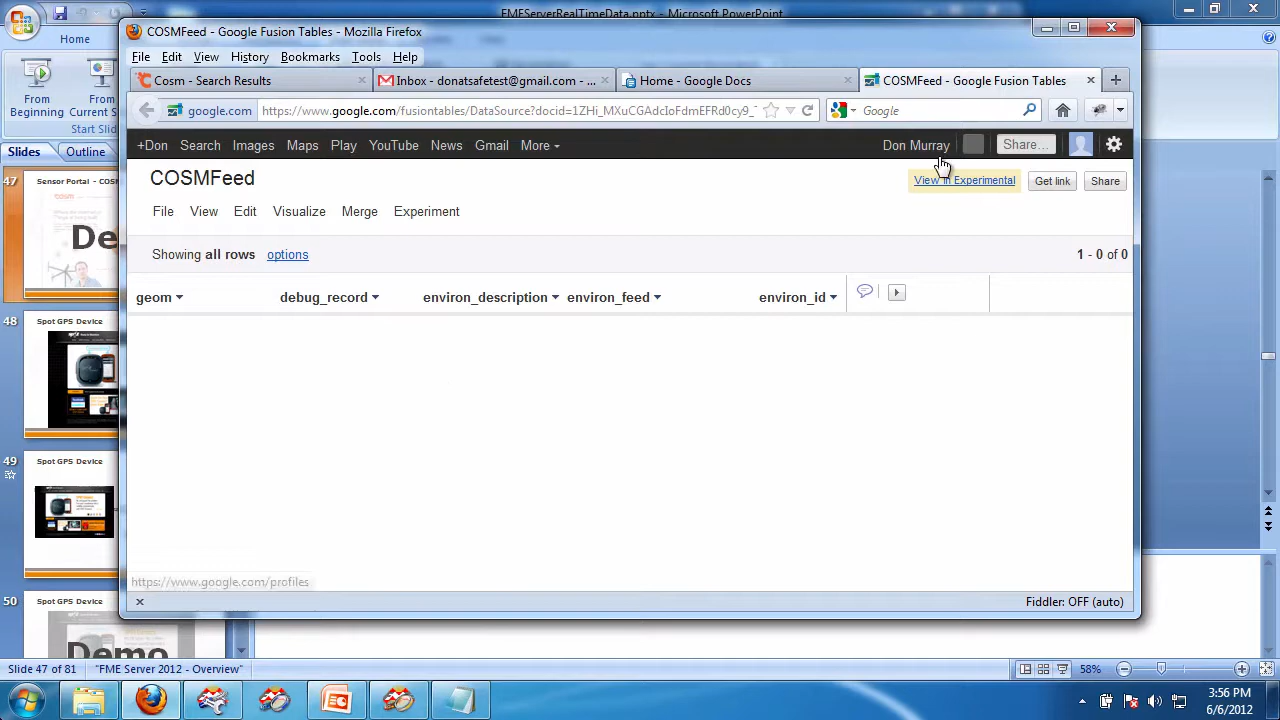 FMEServerRealTimeData.pptx - Microsoft PowerPoint
COSMFeed - Google Fusion Tables - Mozilla Firefox
Home
File Edit View History Bookmarks Tools Help
Cosm - Search Results
Inbox - donatsafetest@gmail.com - ...
Home - Google Docs
COSMFeed - Google Fusion Tables
From Beginning
From Current S
Start Slid
google.com
https://www.google.com/fusiontables/DataSource?docid=1ZHi_MXuCGAdcIoFdmEFRd0cy9_
Google
+Don Search Images Maps Play YouTube News Gmail More
Don Murray
Share...
Slides Outline
COSMFeed
View Experimental
Get link
Share
File View Edit Visualize Merge Experiment
Showing all rows options
1 - 0 of 0
geom debug_record environ_description environ_feed environ_id
47 Sensor Portal - COS
cosm
De
48 Spot GPS Device
49 Spot GPS Device
50 Spot GPS Device
Demo
https://www.google.com/profiles
Fiddler: OFF (auto)
Slide 47 of 81
"FME Server 2012 - Overview"
58%
3:56 PM
6/6/2012